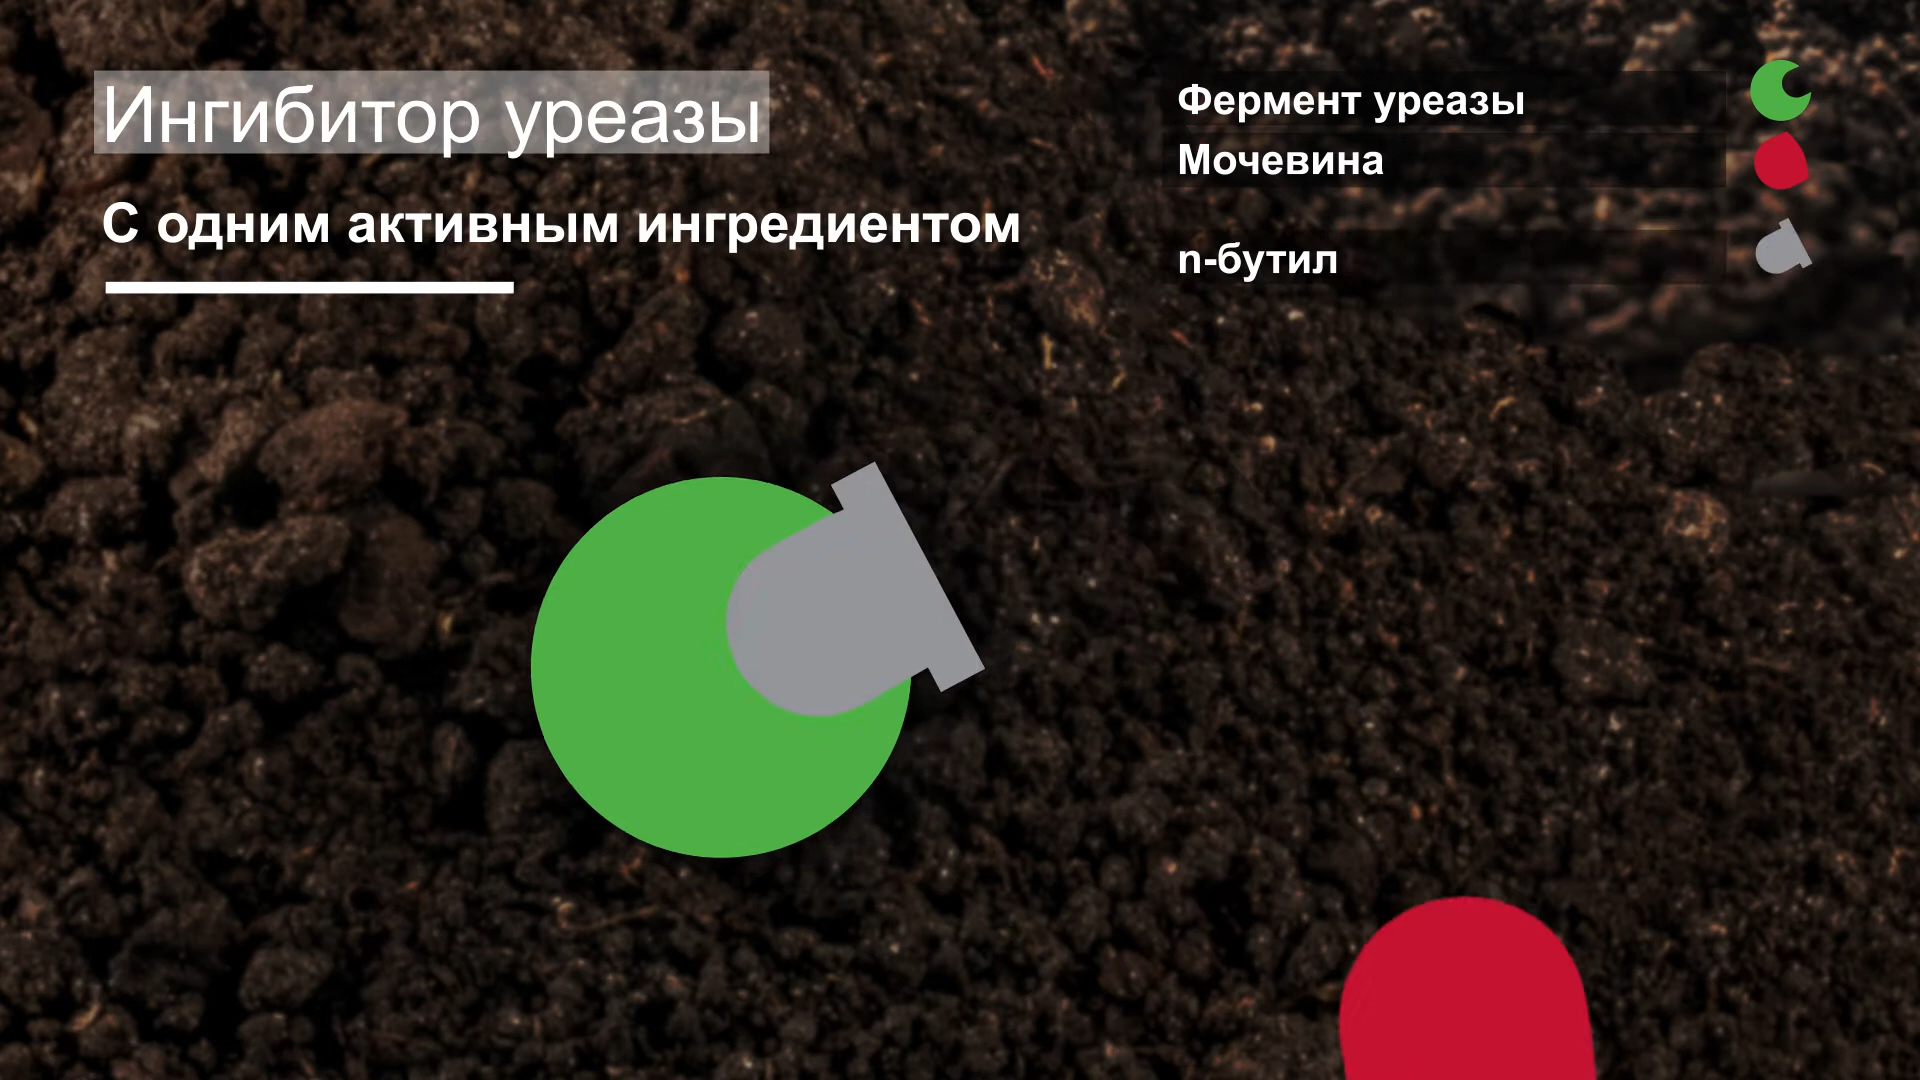 Ингибитор уреазы
С одним активным ингредиентом
Фермент уреазы
Мочевина
n-бутил